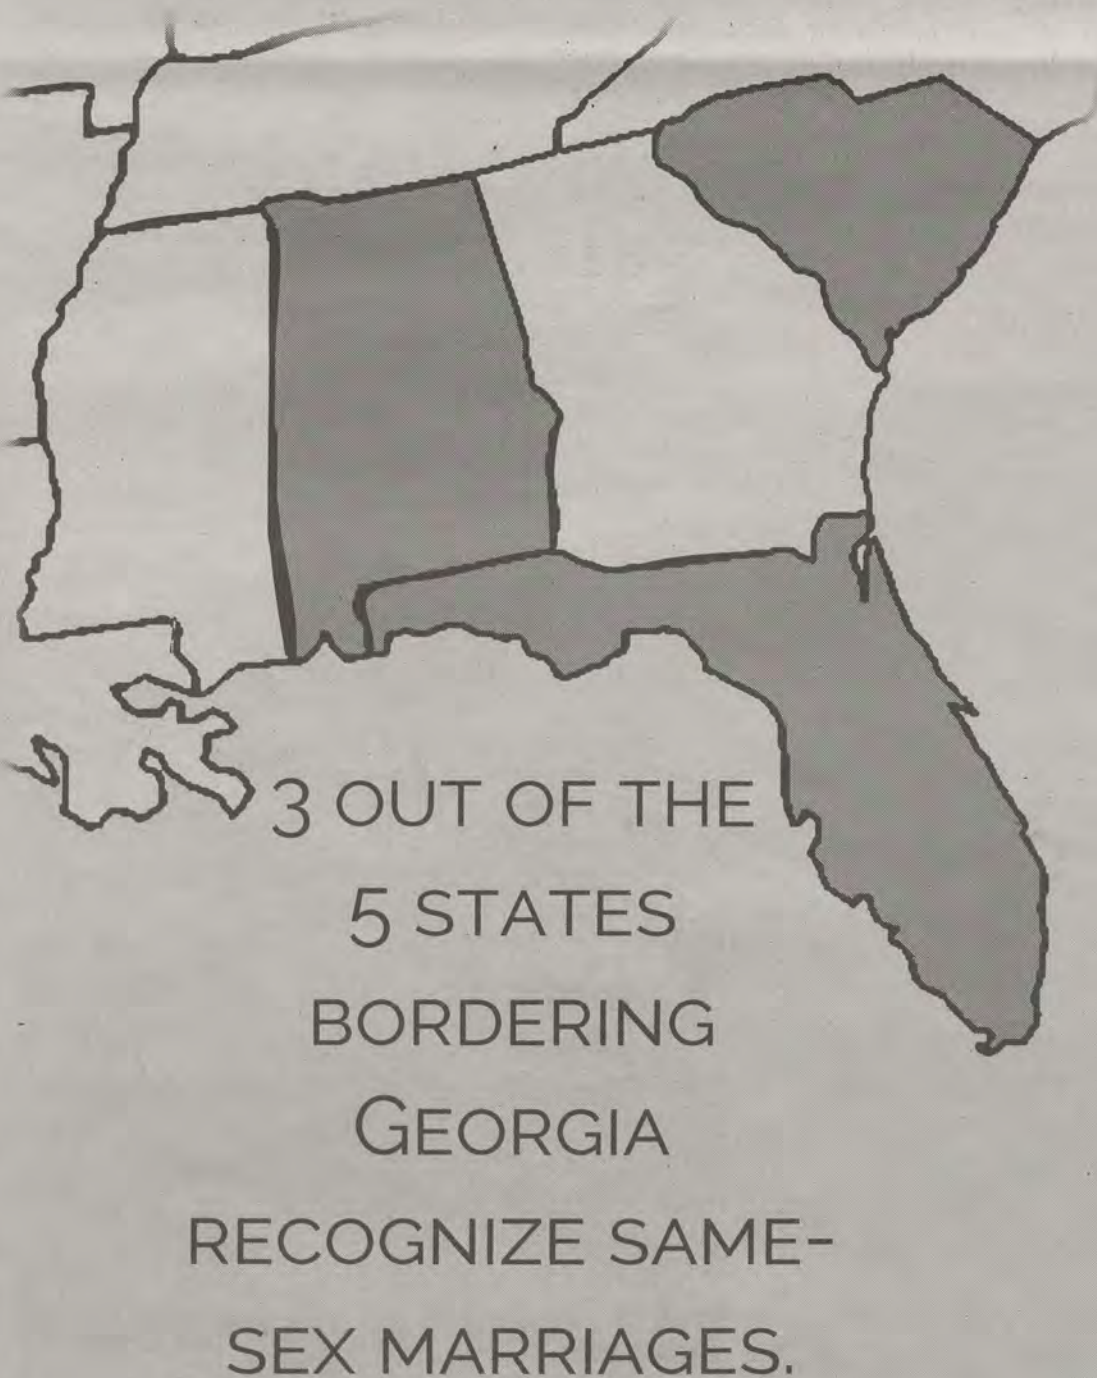 3 OUT OF THE
5 STATES
BORDERING
GEORGIA
RECOGNIZE SAME-
SEX MARRIAGES.